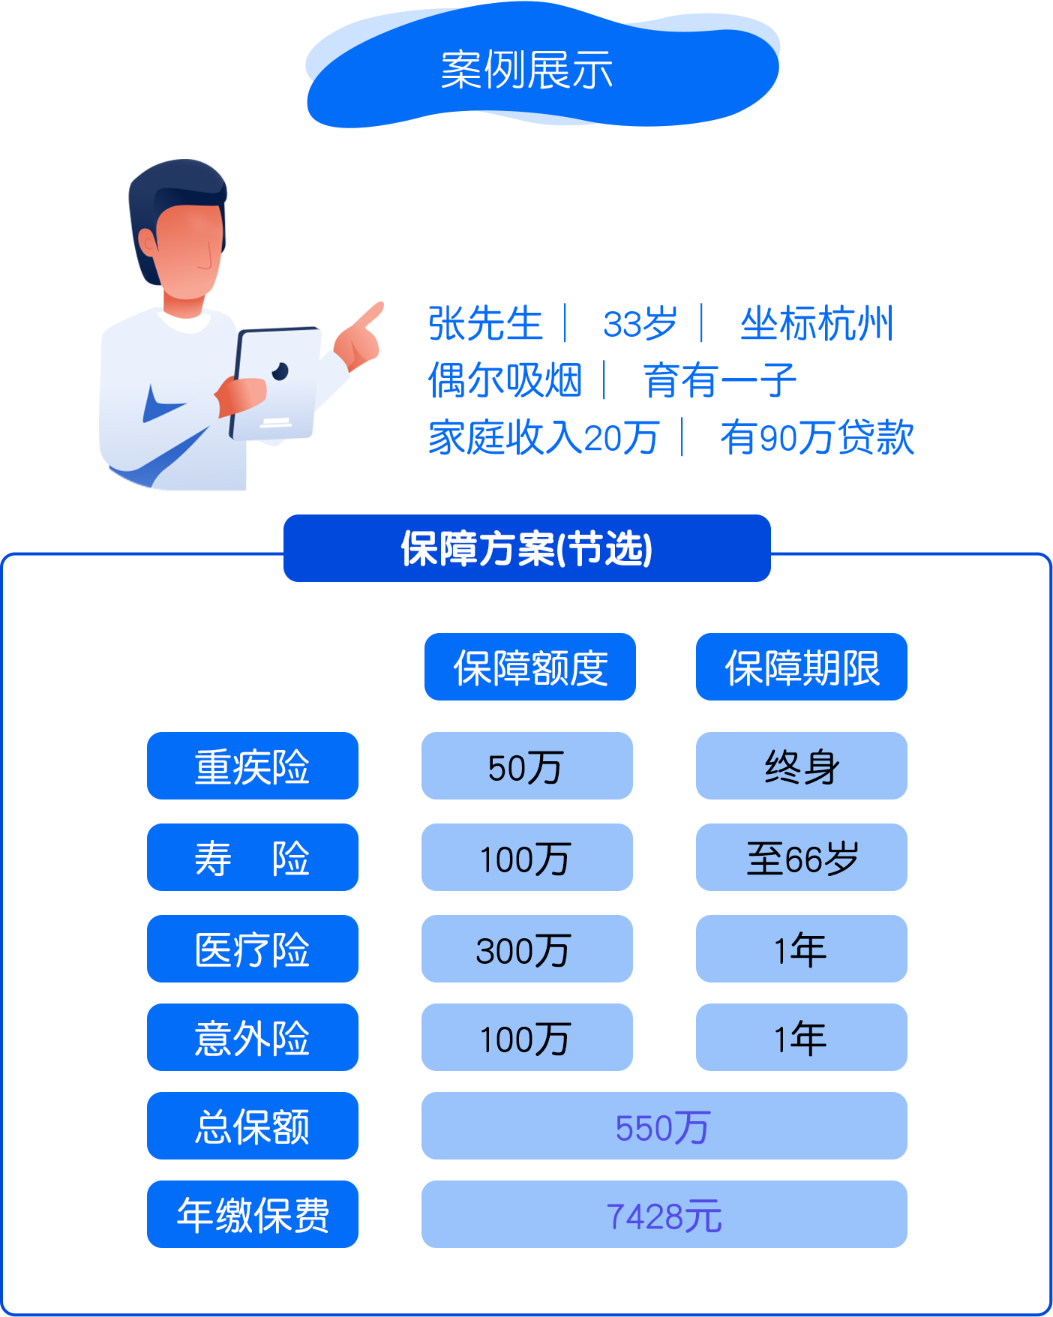 案例展示
张先生｜ 33岁｜ 坐标杭州
偶尔吸烟｜ 育有一子
家庭收入20万｜ 有90万贷款
保障方案(节选)
保障额度 保障期限
重疾险 50万 终身
寿 险 100万 至66岁
医疗险 300万 1年
意外险 100万 1年
总保额 550万
年缴保费 7428元